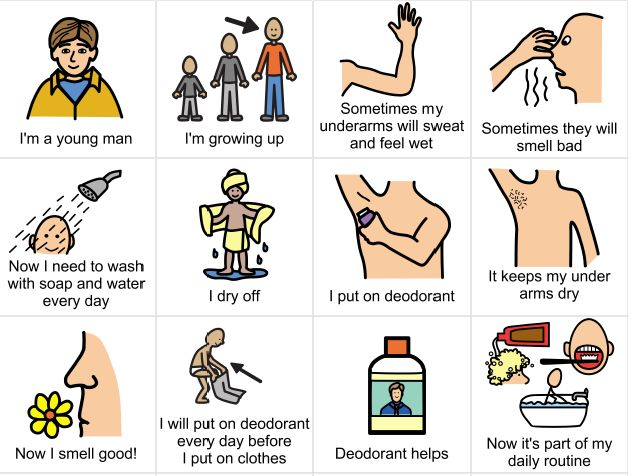 I'm a young man
I'm growing up
Sometimes my
underarms will sweat
and feel wet
Sometimes they will
smell bad
Now I need to wash
with soap and water
every day
I dry off
I put on deodorant
It keeps my under
arms dry
Now I smell good!
I will put on deodorant
every day before
I put on clothes
Deodorant helps
Now it's part of my
daily routine